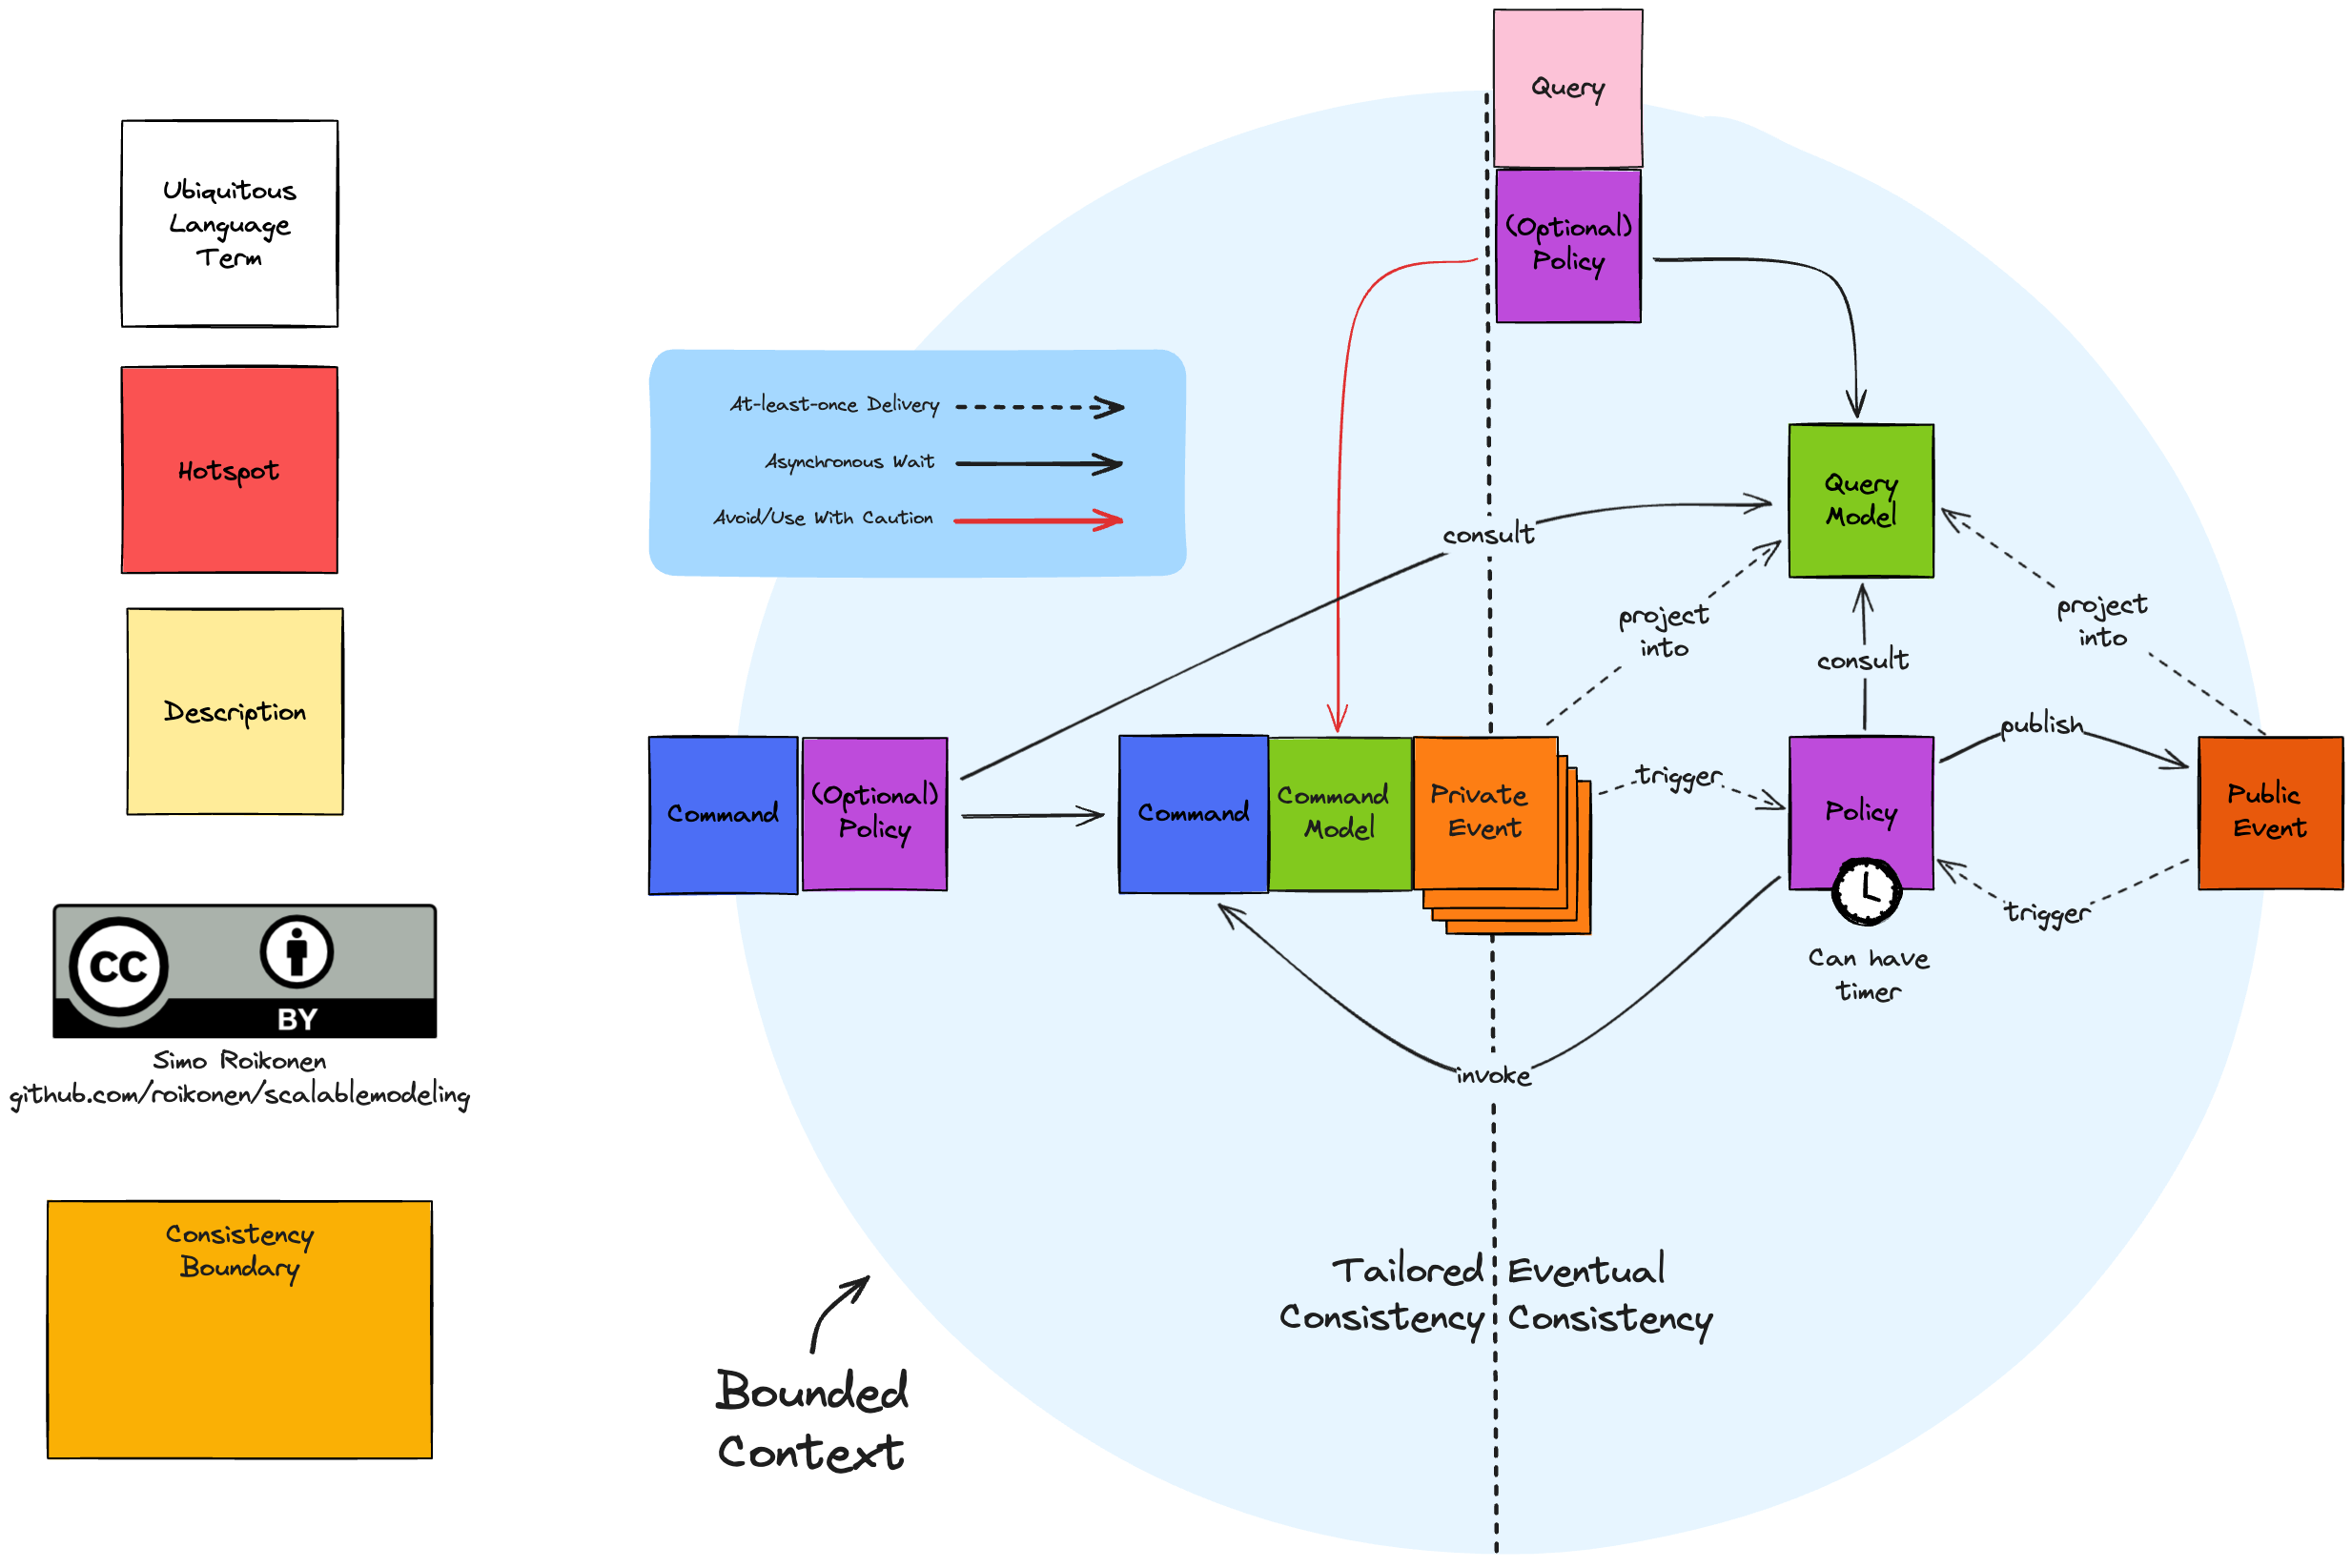 Query
(Optional)
Policy
Ubiquitous
Language
Term
Hotspot
Description
CC
BY
Simo Roikonen
github.com/roikonen/scalablemodeling
Consistency
Boundary
At-least-once Delivery
Asynchronous Wait
Avoid/Use With Caution
consult
Query
Model
project
into
project
into
consult
publish
Command
(Optional)
Policy
Command
Command
Model
Private
Event
trigger
Policy
Public
Event
trigger
Can have
timer
invoke
Tailored
Consistency
Eventual
Consistency
Bounded
Context